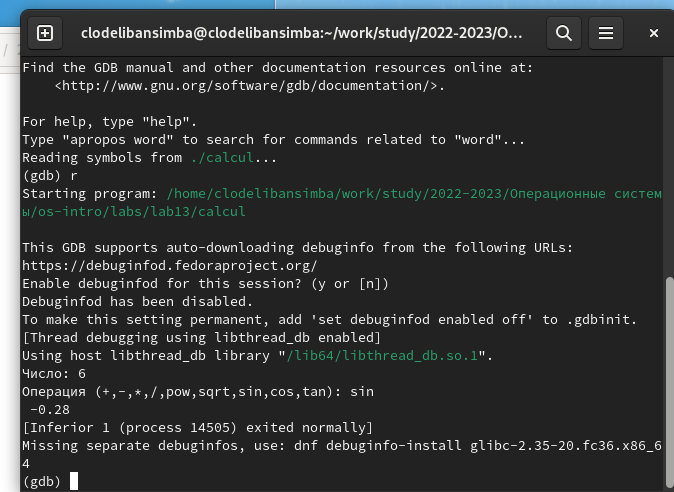 clodelibansimba@clodelibansimba:~/work/study/2022-2023/О...
Find the GDB manual and other documentation resources online at:
    <http://www.gnu.org/software/gdb/documentation/>.
For help, type "help".
Type "apropos word" to search for commands related to "word"...
Reading symbols from ./calcul...
(gdb) r
Starting program: /home/clodelibansimba/work/study/2022-2023/Операционные систем
ы/os-intro/labs/lab13/calcul
This GDB supports auto-downloading debuginfo from the following URLs:
https://debuginfod.fedoraproject.org/
Enable debuginfod for this session? (y or [n])
Debuginfod has been disabled.
To make this setting permanent, add 'set debuginfod enabled off' to .gdbinit.
[Thread debugging using libthread_db enabled]
Using host libthread_db library "/lib64/libthread_db.so.1".
Число: 6
Операция (+,-,*,/,pow,sqrt,sin,cos,tan): sin
 -0.28
[Inferior 1 (process 14505) exited normally]
Missing separate debuginfos, use: dnf debuginfo-install glibc-2.35-20.fc36.x86_6
4
(gdb)